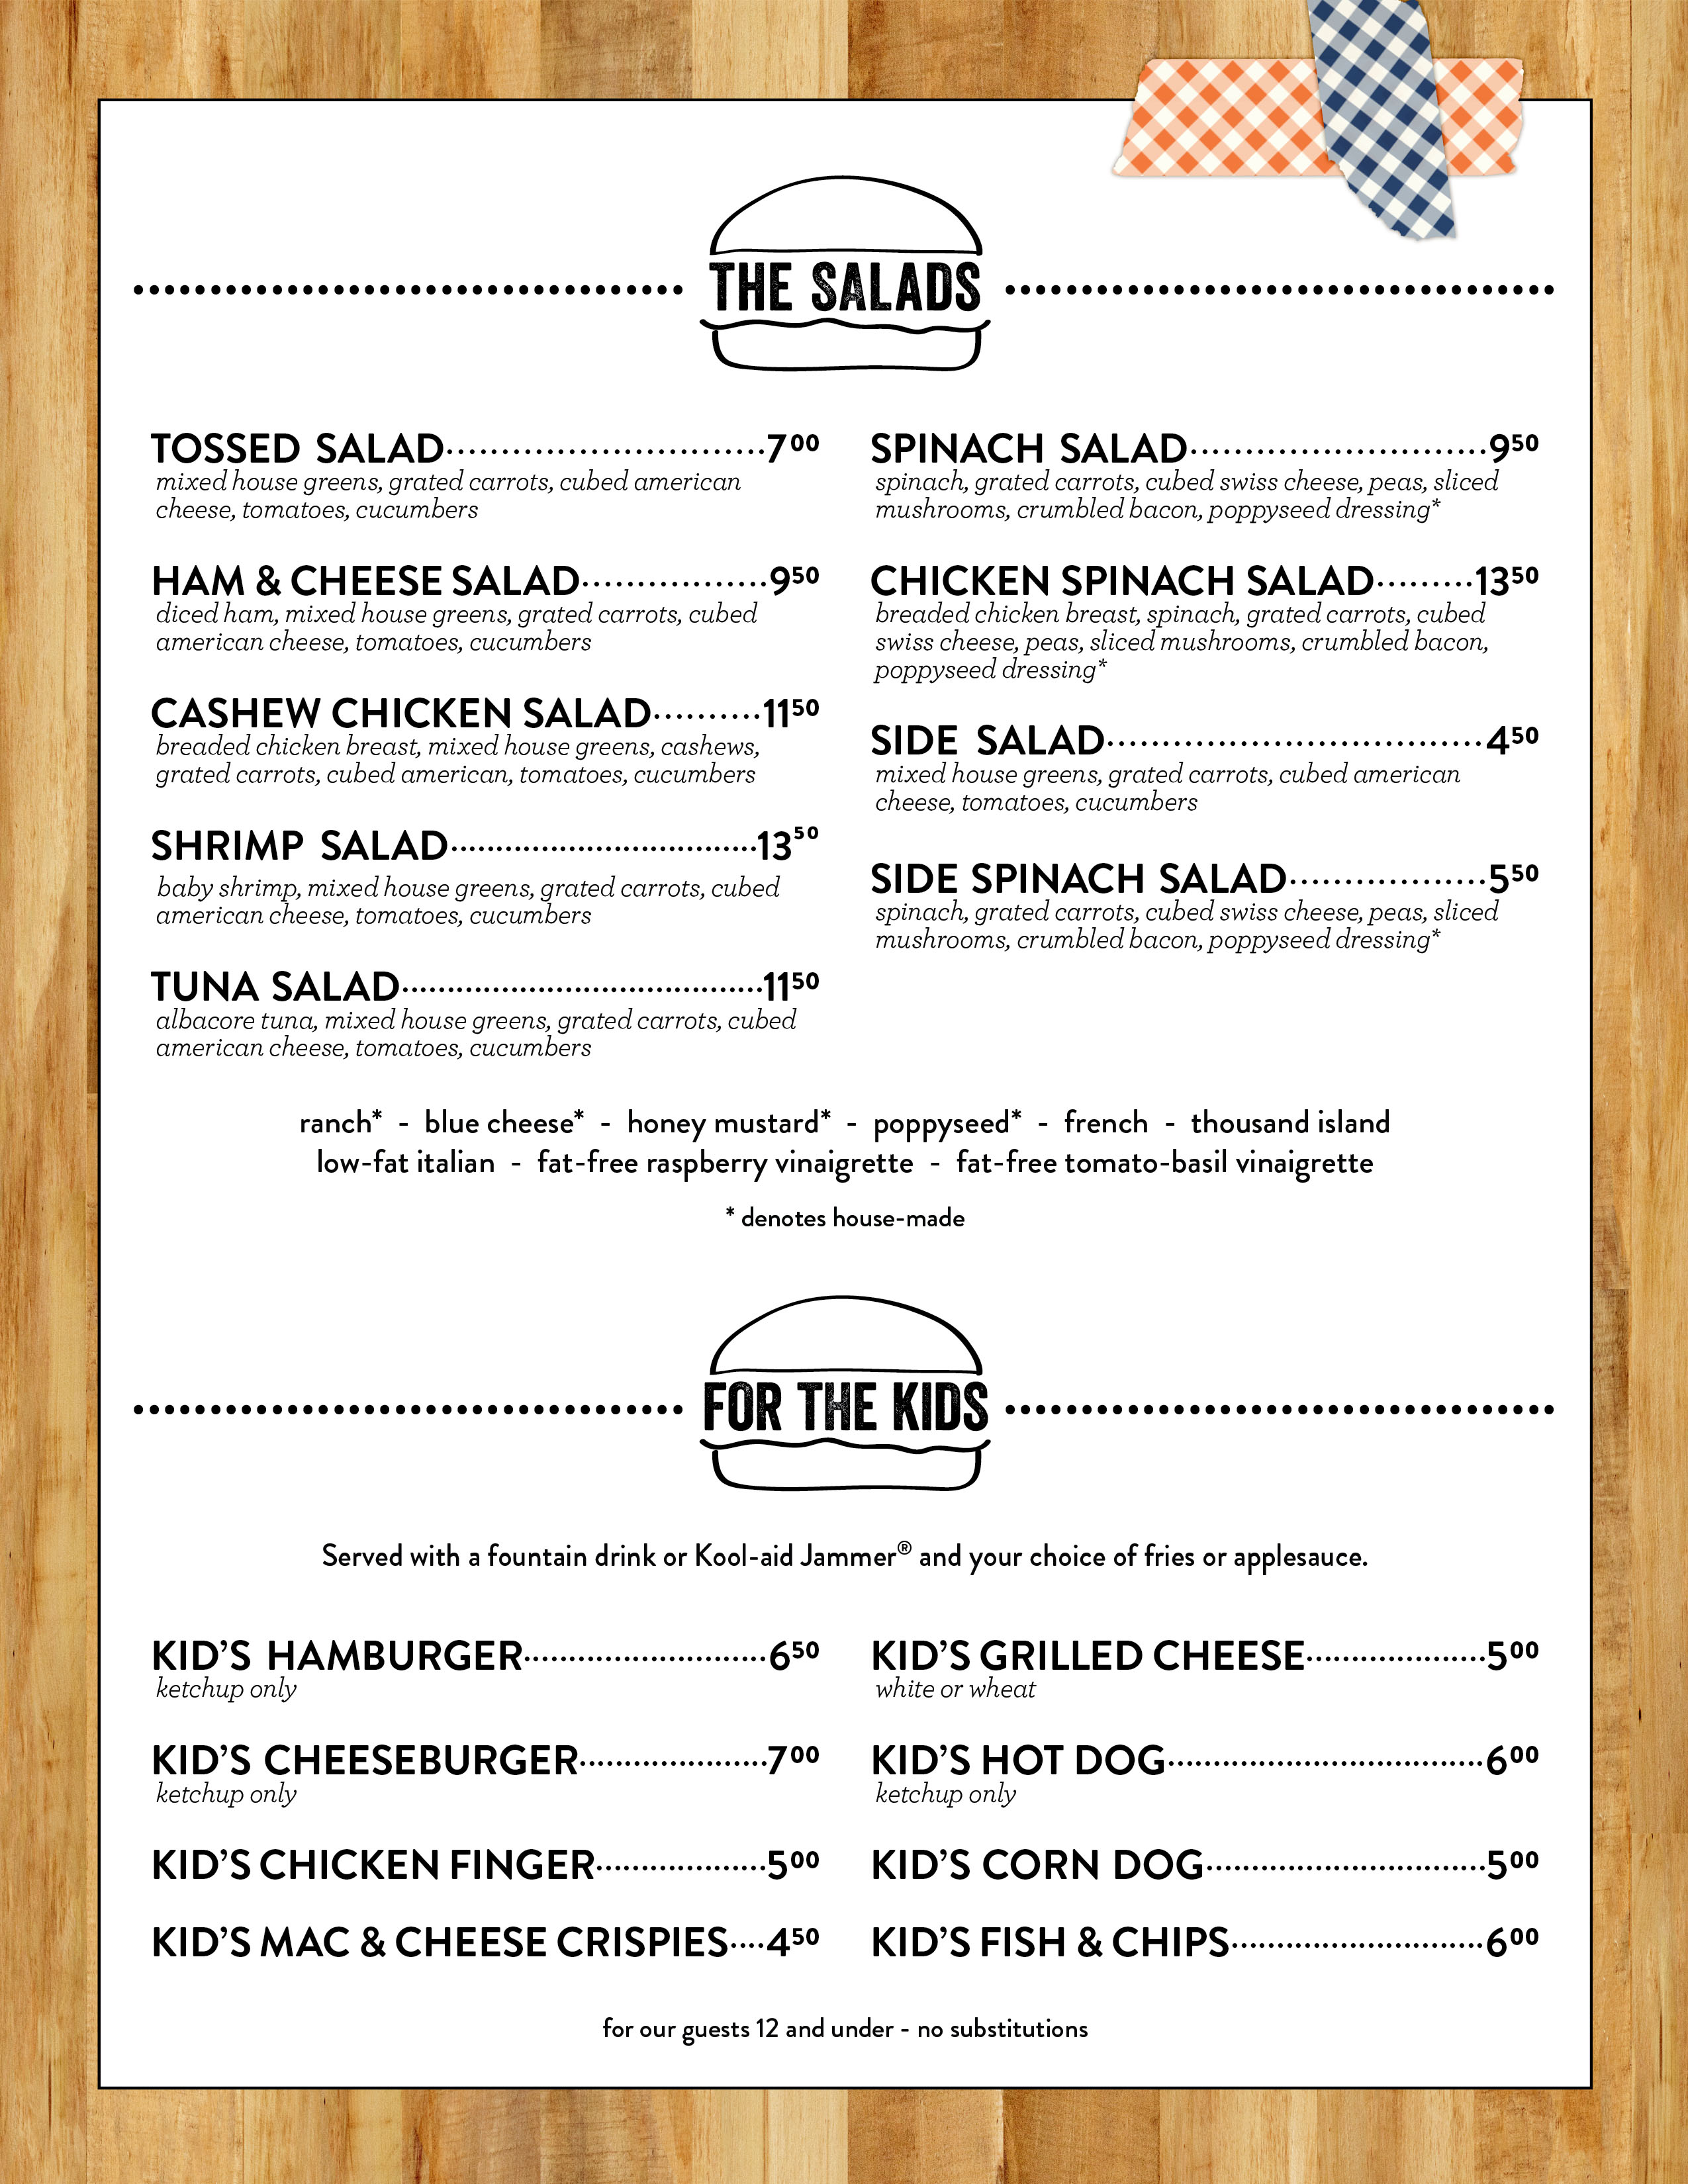 THE SALADS
TOSSED SALAD 7.00
mixed house greens, grated carrots, cubed american
cheese, tomatoes, cucumbers
HAM & CHEESE SALAD 9.50
diced ham, mixed house greens, grated carrots, cubed
american cheese, tomatoes, cucumbers
CASHEW CHICKEN SALAD 11.50
breaded chicken breast, mixed house greens, cashews,
grated carrots, cubed american, tomatoes, cucumbers
SHRIMP SALAD 13.50
baby shrimp, mixed house greens, grated carrots, cubed
american cheese, tomatoes, cucumbers
TUNA SALAD 11.50
albacore tuna, mixed house greens, grated carrots, cubed
american cheese, tomatoes, cucumbers
SPINACH SALAD 9.50
spinach, grated carrots, cubed swiss cheese, peas, sliced
mushrooms, crumbled bacon, poppyseed dressing*
CHICKEN SPINACH SALAD 13.50
breaded chicken breast, spinach, grated carrots, cubed
swiss cheese, peas, sliced mushrooms, crumbled bacon,
poppyseed dressing*
SIDE SALAD 4.50
mixed house greens, grated carrots, cubed american
cheese, tomatoes, cucumbers
SIDE SPINACH SALAD 5.50
spinach, grated carrots, cubed swiss cheese, peas, sliced
mushrooms, crumbled bacon, poppyseed dressing*
ranch* - blue cheese* - honey mustard* - poppyseed* - french - thousand island
low-fat italian - fat-free raspberry vinaigrette - fat-free tomato-basil vinaigrette
* denotes house-made
FOR THE KIDS
Served with a fountain drink or Kool-aid Jammer® and your choice of fries or applesauce.
KID'S HAMBURGER 6.50
ketchup only
KID'S CHEESEBURGER 7.00
ketchup only
KID'S CHICKEN FINGER 5.00
KID'S MAC & CHEESE CRISPIES 4.50
KID'S GRILLED CHEESE 5.00
white or wheat
KID'S HOT DOG 6.00
ketchup only
KID'S CORN DOG 5.00
KID'S FISH & CHIPS 6.00
for our guests 12 and under - no substitutions